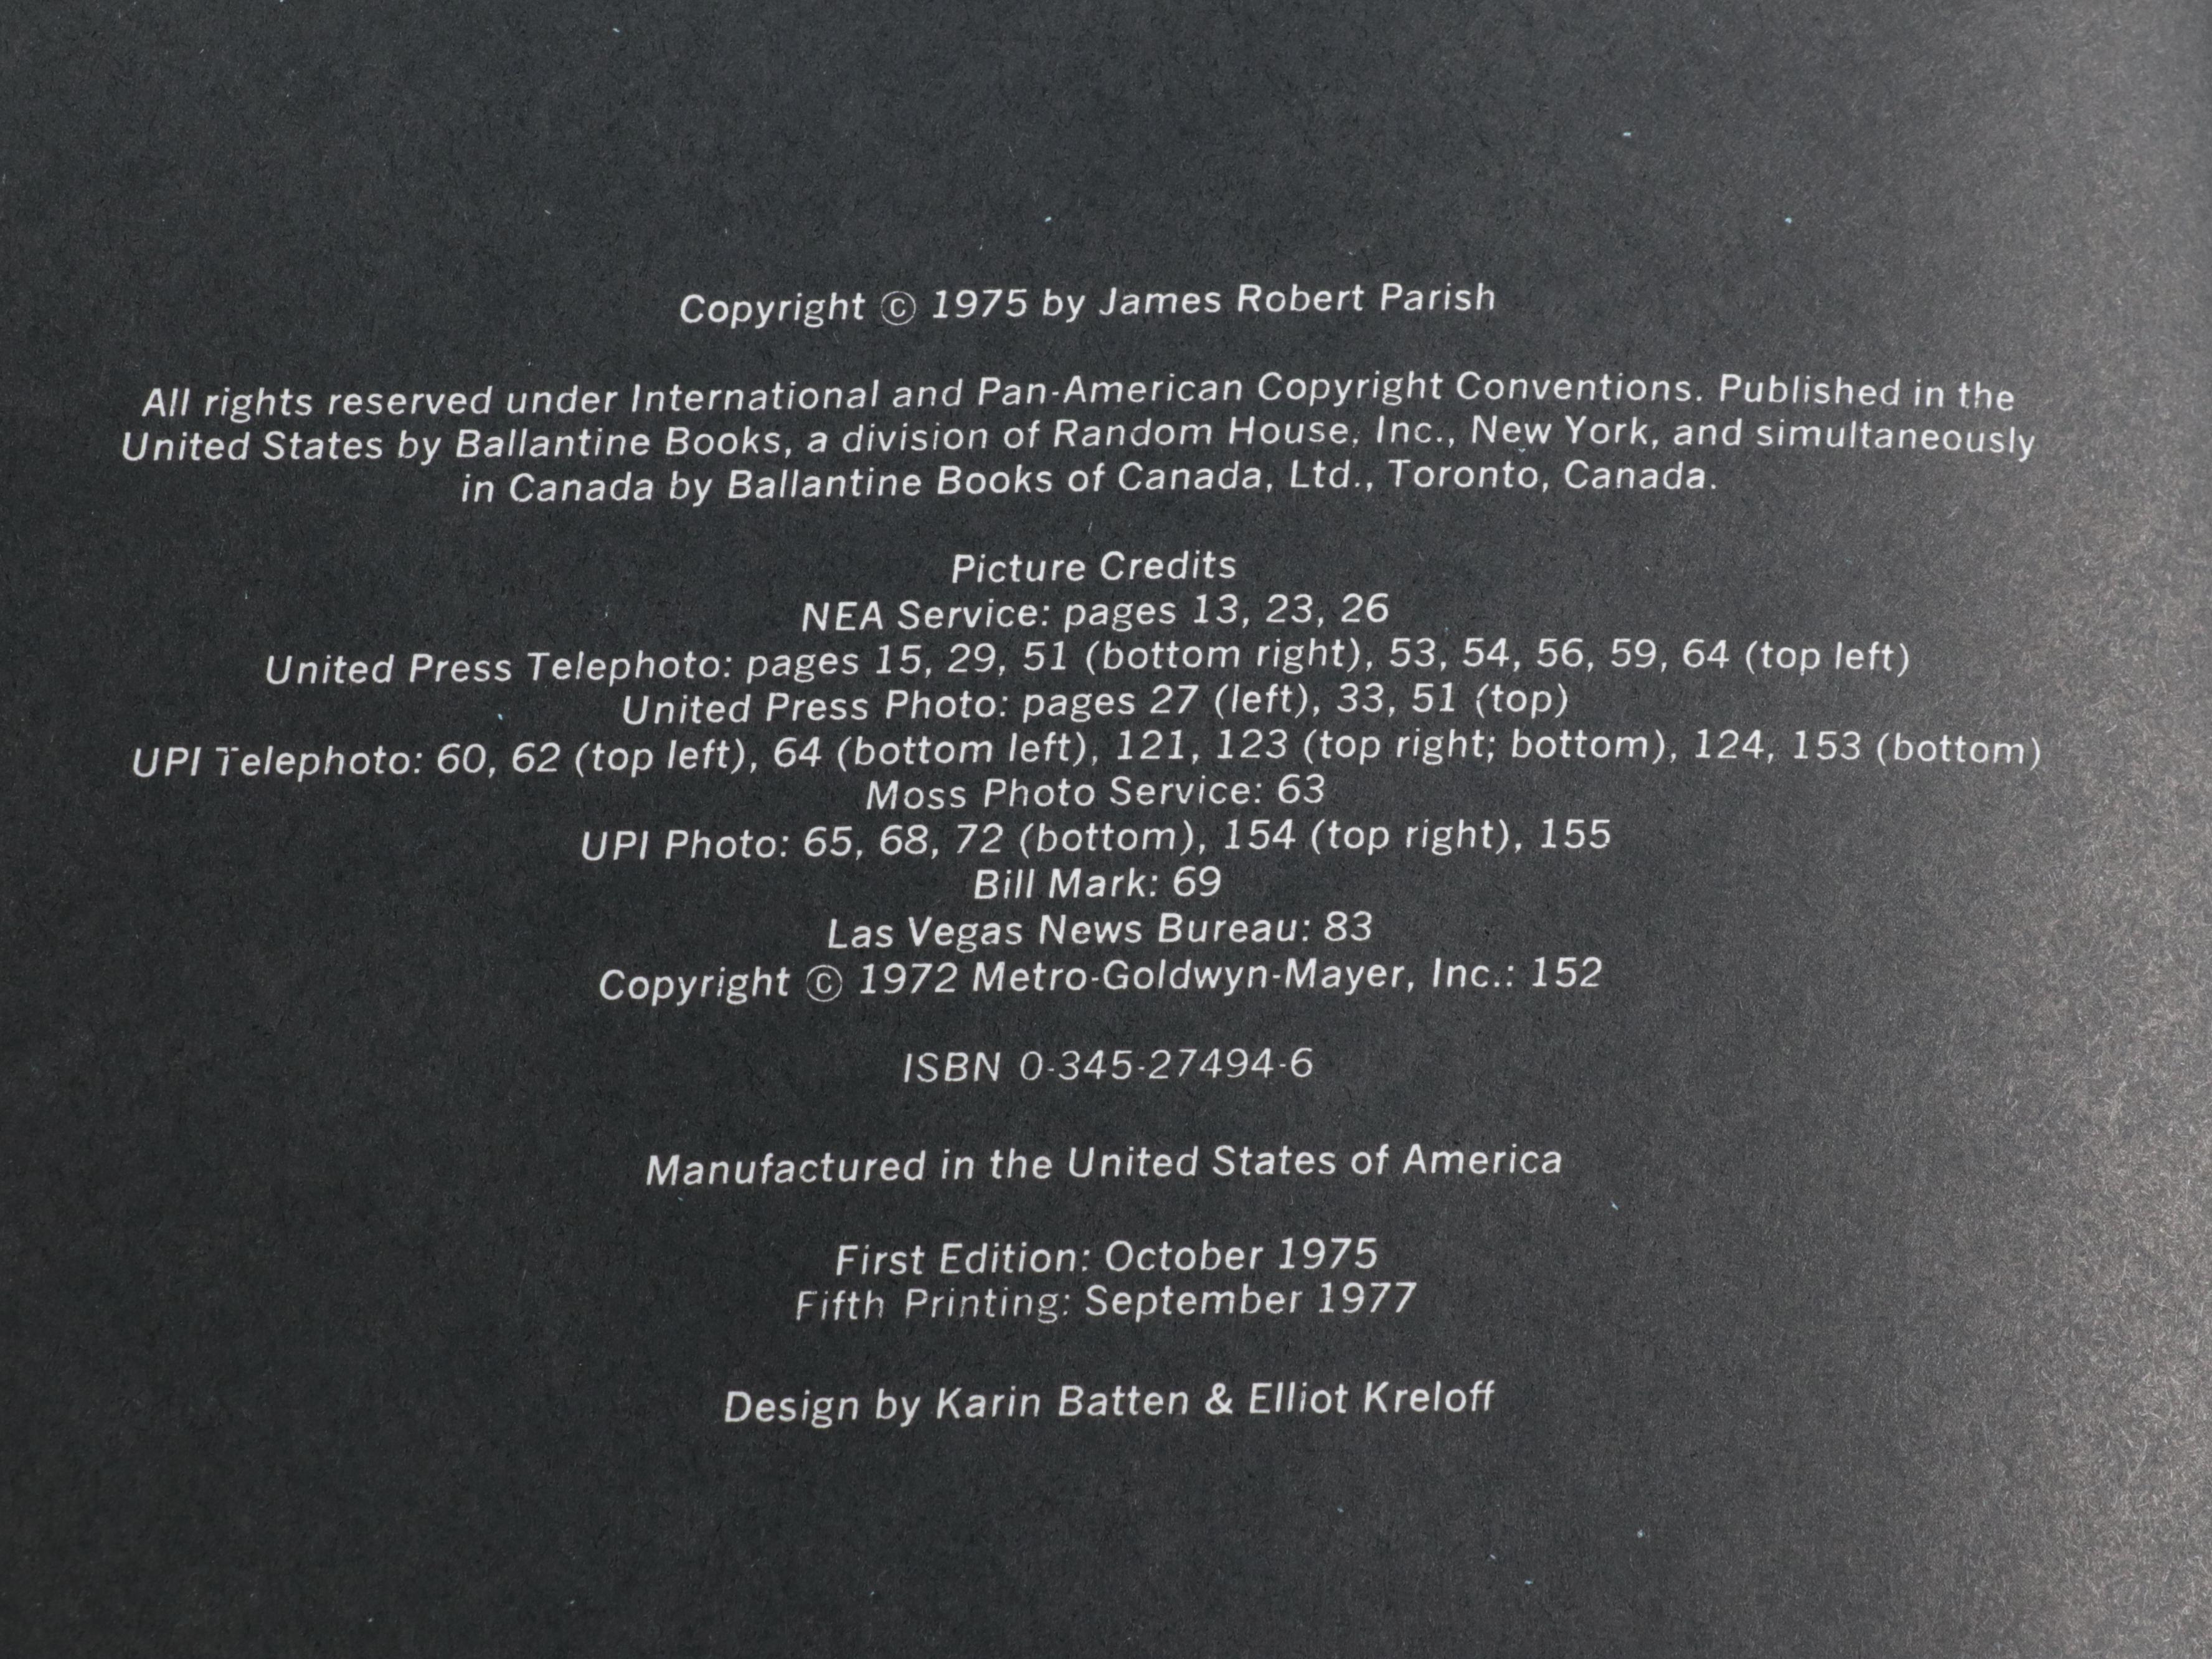 Copyright © 1975 by James Robert Parish
All rights reserved under International and Pan-American Copyright Conventions. Published in the
United States by Ballantine Books, a division of Random House, Inc., New York, and simultaneously
in Canada by Ballantine Books of Canada, Ltd., Toronto, Canada.
Picture Credits
NEA Service: pages 13, 23, 26
United Press Telephoto: pages 15, 29, 51 (bottom right), 53, 54, 56, 59, 64 (top left)
United Press Photo: pages 27 (left), 33, 51 (top)
UPI Telephoto: 60, 62 (top left), 64 (bottom left), 121, 123 (top right; bottom), 124, 153 (bottom)
Moss Photo Service: 63
UPI Photo: 65, 68, 72 (bottom), 154 (top right), 155
Bill Mark: 69
Las Vegas News Bureau: 83
Copyright © 1972 Metro-Goldwyn-Mayer, Inc.: 152
ISBN 0-345-27494-6
Manufactured in the United States of America
First Edition: October 1975
Fifth Printing: September 1977
Design by Karin Batten & Elliot Kreloff